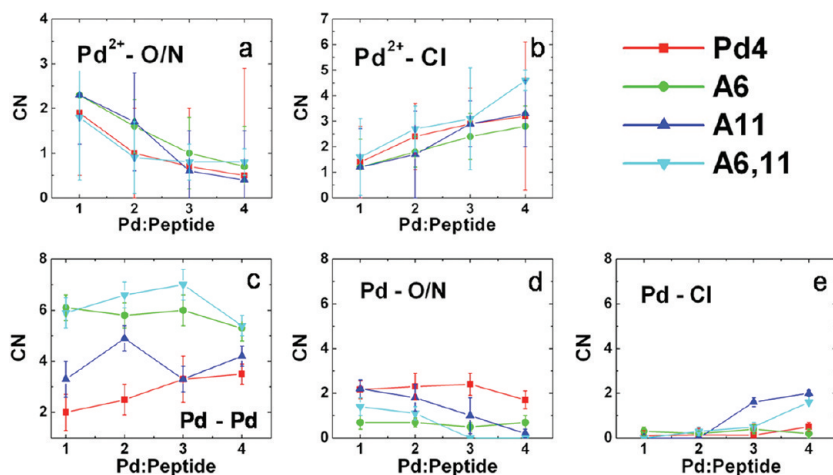 Pd2+ - O/N
a
CN
4
3
2
1
0
1 2 3 4
Pd:Peptide
Pd2+ - Cl
b
CN
7
6
5
4
3
2
1
0
1 2 3 4
Pd:Peptide
Pd4
A6
A11
A6,11
c
CN
8
6
4
2
Pd - Pd
1 2 3 4
Pd:Peptide
Pd - O/N
d
CN
8
6
4
2
0
1 2 3 4
Pd:Peptide
Pd - Cl
e
CN
8
6
4
2
0
1 2 3 4
Pd:Peptide